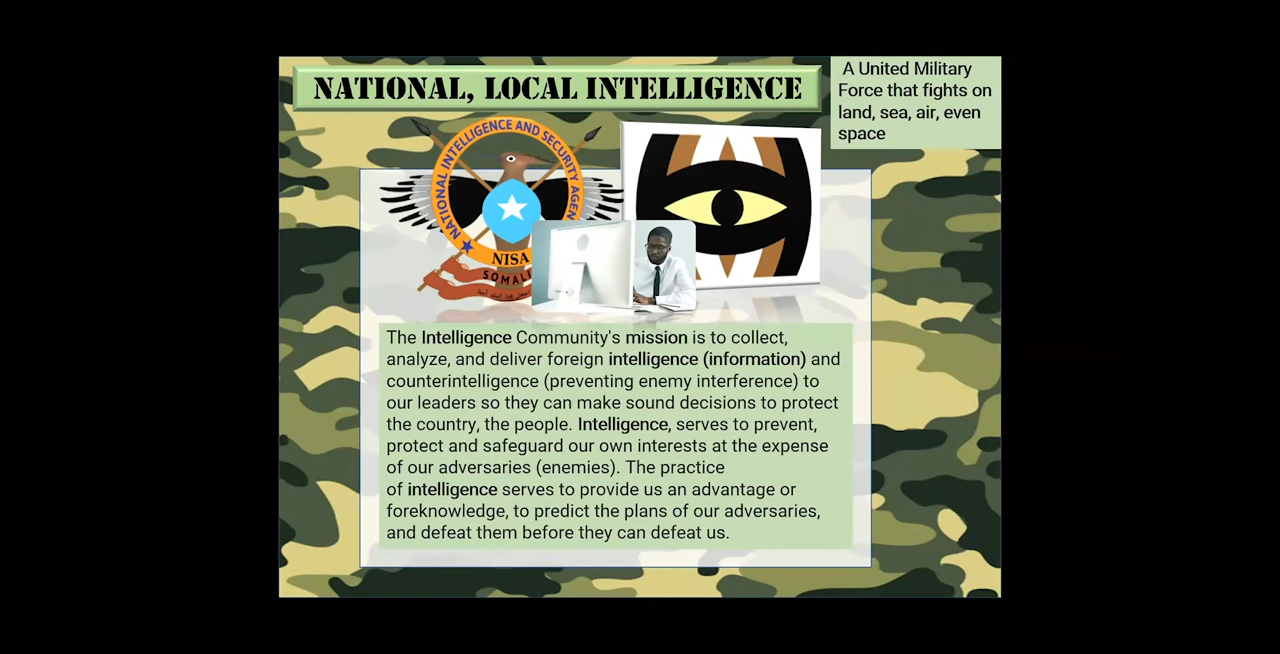 NATIONAL, LOCAL INTELLIGENCE
A United Military
Force that fights on
land, sea, air, even
space
NATIONAL INTELLIGENCE AND SECURITY AGEN
NISA
SOMALI
The Intelligence Community's mission is to collect,
analyze, and deliver foreign intelligence (information) and
counterintelligence (preventing enemy interference) to
our leaders so they can make sound decisions to protect
the country, the people. Intelligence, serves to prevent,
protect and safeguard our own interests at the expense
of our adversaries (enemies). The practice
of intelligence serves to provide us an advantage or
foreknowledge, to predict the plans of our adversaries,
and defeat them before they can defeat us.